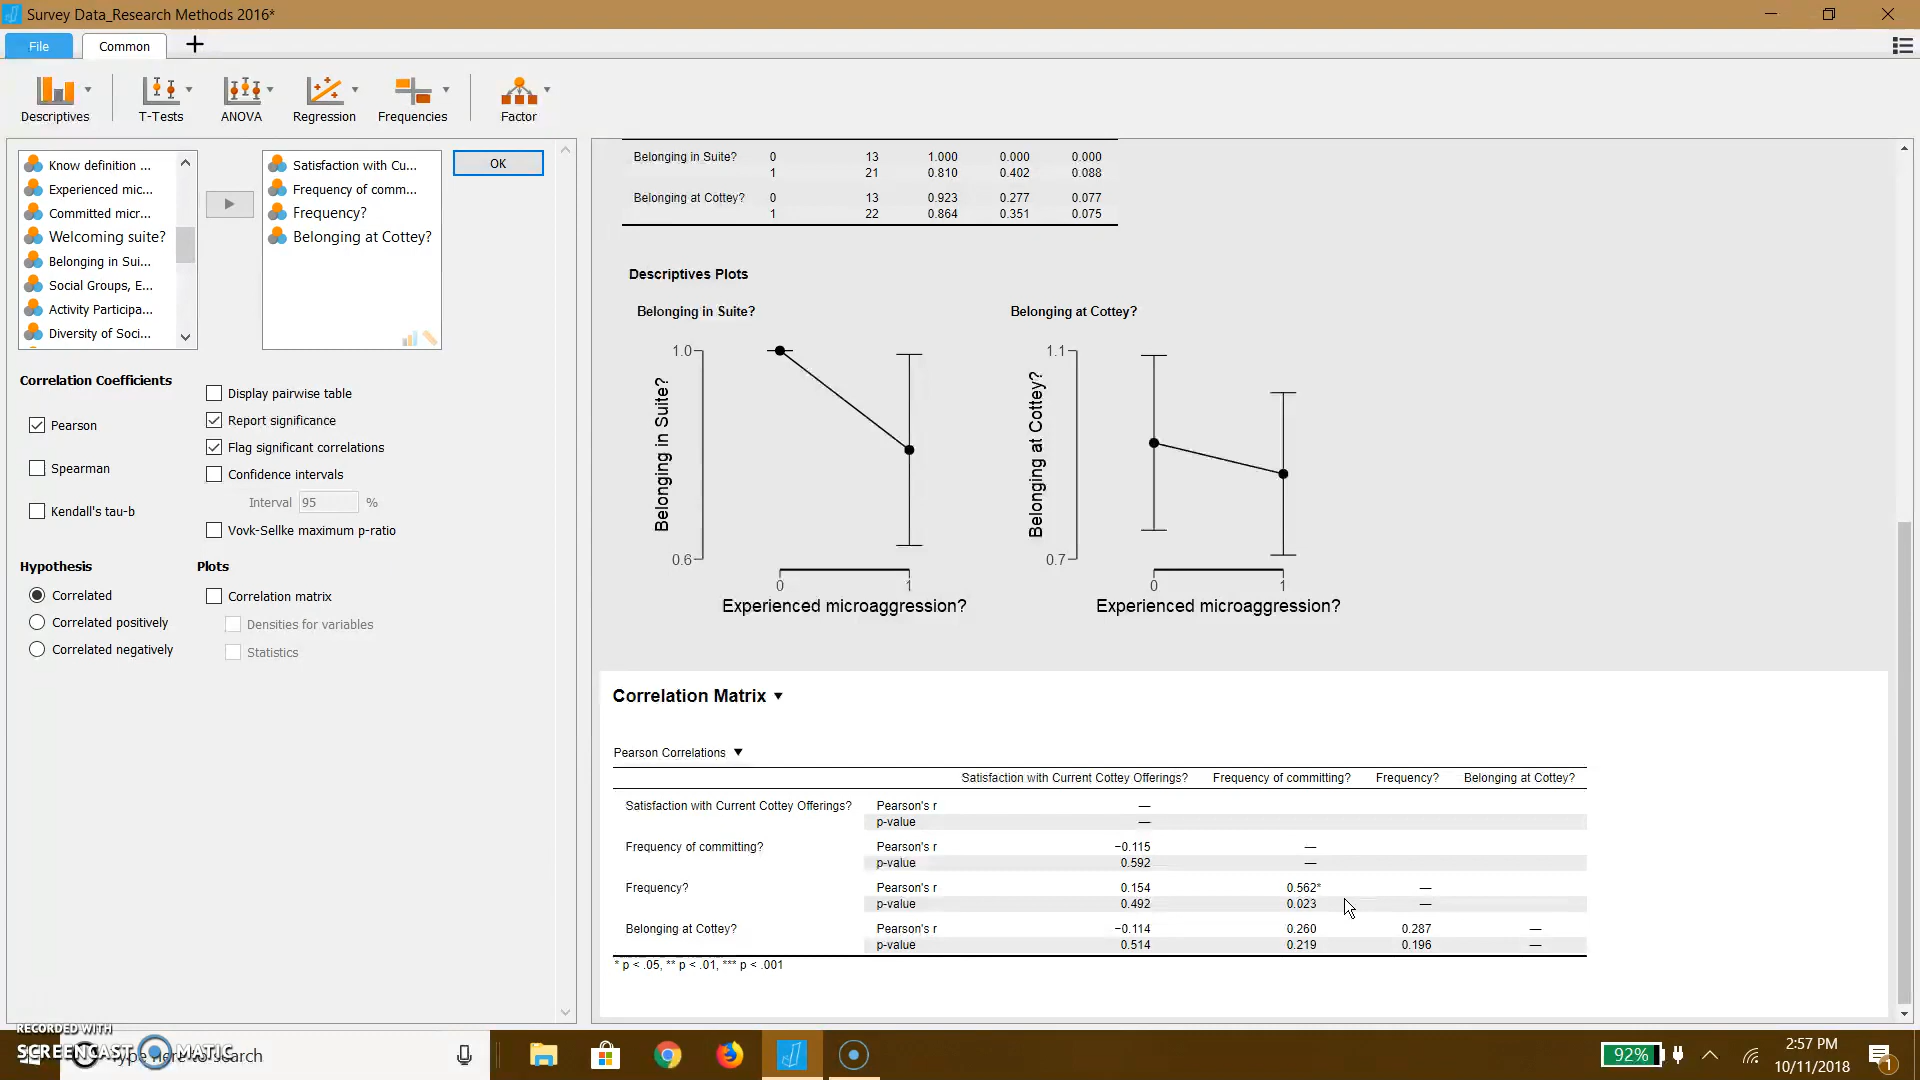 Survey Data_Research Methods 2016*
File
Common
Descriptives
T-Tests
ANOVA
Regression
Frequencies
Factor
Know definition ...
Experienced mic...
Committed micr...
Welcoming suite?
Belonging in Sui...
Social Groups, E...
Activity Participa...
Diversity of Soci...
Satisfaction with Cu...
Frequency of comm...
Frequency?
Belonging at Cottey?
OK
Correlation Coefficients
Pearson
Spearman
Kendall's tau-b
Display pairwise table
Report significance
Flag significant correlations
Confidence intervals
Interval 95 %
Vovk-Sellke maximum p-ratio
Hypothesis
Correlated
Correlated positively
Correlated negatively
Plots
Correlation matrix
Densities for variables
Statistics
Belonging in Suite? 0 13 1.000 0.000 0.000
1 21 0.810 0.402 0.088
Belonging at Cottey? 0 13 0.923 0.277 0.077
1 22 0.864 0.351 0.075
Descriptives Plots
Belonging in Suite?
1.0
0.6
Belonging in Suite?
0 1
Experienced microaggression?
Belonging at Cottey?
1.1
0.7
Belonging at Cottey?
0 1
Experienced microaggression?
Correlation Matrix
Pearson Correlations
Satisfaction with Current Cottey Offerings? Frequency of committing? Frequency? Belonging at Cottey?
Satisfaction with Current Cottey Offerings? Pearson's r —
p-value —
Frequency of committing? Pearson's r −0.115 —
p-value 0.592 —
Frequency? Pearson's r 0.154 0.562* —
p-value 0.492 0.023 —
Belonging at Cottey? Pearson's r −0.114 0.260 0.287 —
p-value 0.514 0.219 0.196 —
* p < .05, ** p < .01, *** p < .001
RECORDED WITH
SCREENCAST MATIC
Type here to search
92%
2:57 PM
10/11/2018
1